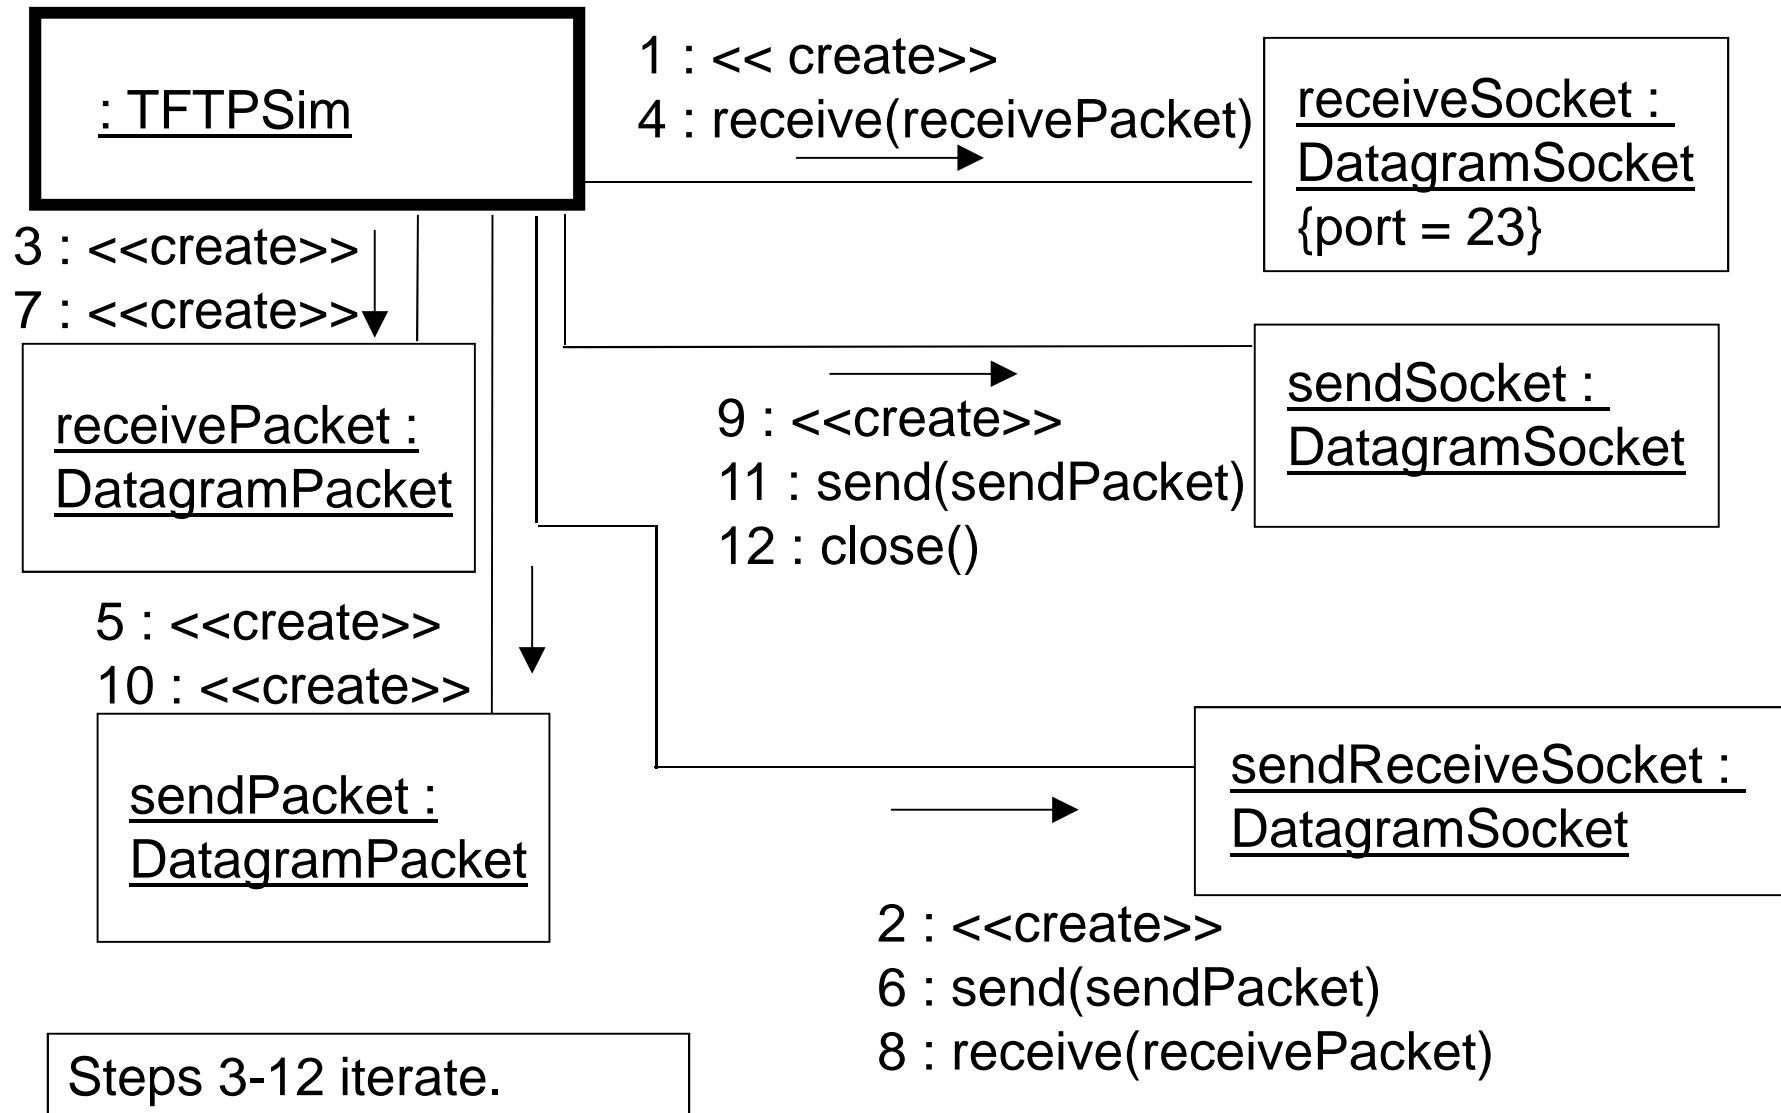 : TFTPSim
1 : << create>>
4 : receive(receivePacket)
receiveSocket :
DatagramSocket
{port = 23}
3 : <<create>>
7 : <<create>>
receivePacket :
DatagramPacket
9 : <<create>>
11 : send(sendPacket)
12 : close()
sendSocket :
DatagramSocket
5 : <<create>>
10 : <<create>>
sendPacket :
DatagramPacket
sendReceiveSocket :
DatagramSocket
2 : <<create>>
6 : send(sendPacket)
8 : receive(receivePacket)
Steps 3-12 iterate.